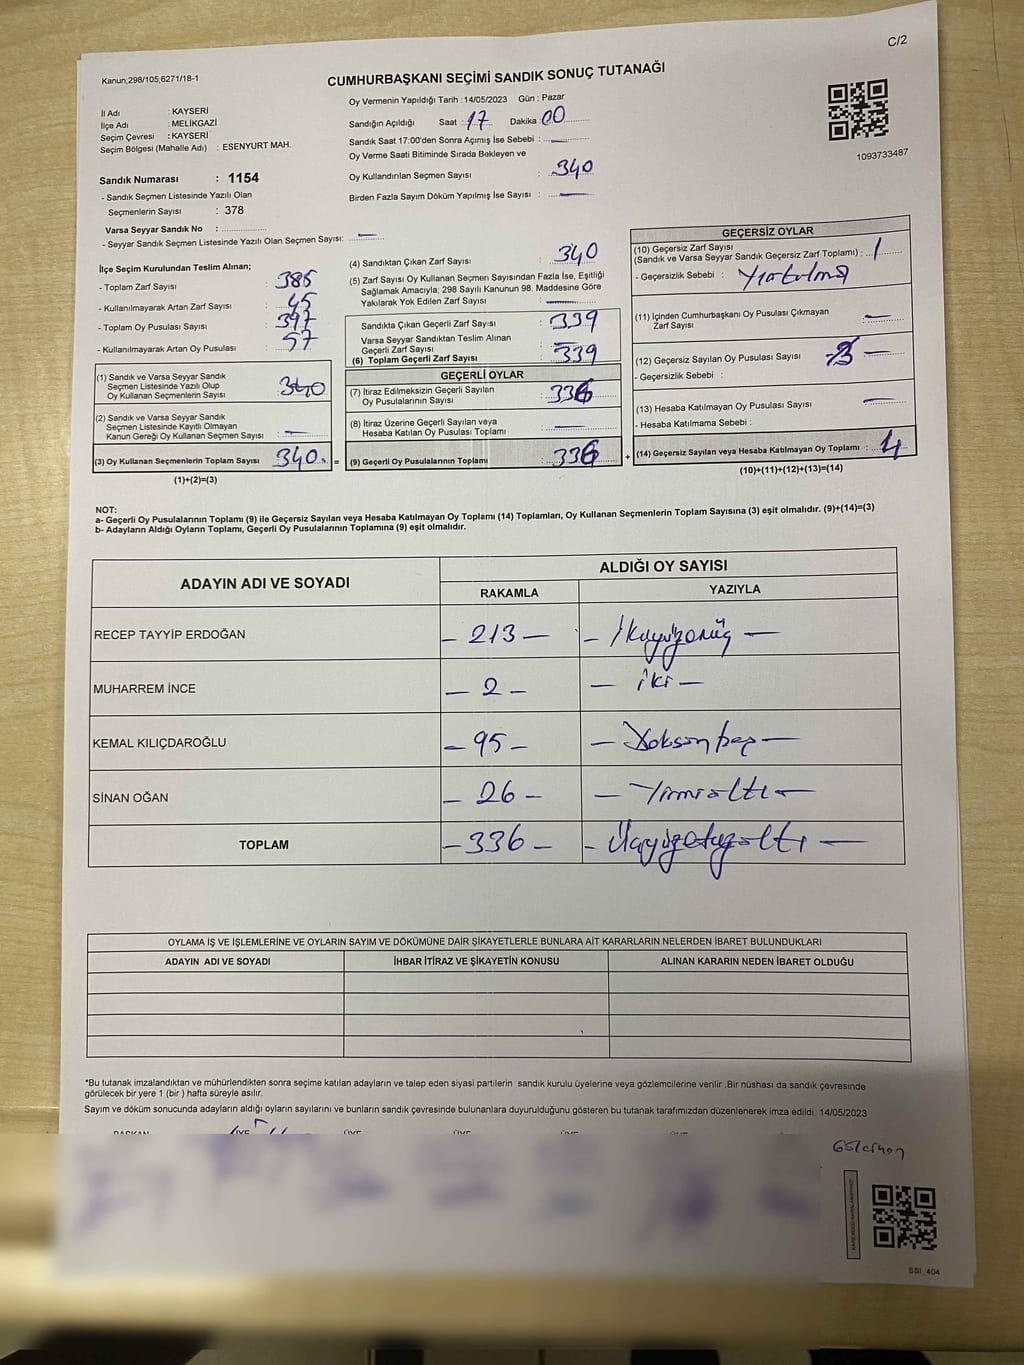 C/2
Kanun,298/105,6271/18-1
CUMHURBAŞKANI SEÇİMİ SANDIK SONUÇ TUTANAĞI
1093733487
İl Adı : KAYSERİ
İlçe Adı : MELİKGAZİ
Seçim Çevresi : KAYSERİ
Seçim Bölgesi (Mahalle Adı) : ESENYURT MAH.
Sandık Numarası : 1154
- Sandık Seçmen Listesinde Yazılı Olan
Seçmenlerin Sayısı : 378
Varsa Seyyar Sandık No :
- Seyyar Sandık Seçmen Listesinde Yazılı Olan Seçmen Sayısı: —
Oy Vermenin Yapıldığı Tarih : 14/05/2023 Gün : Pazar
Sandığın Açıldığı Saat : 17 Dakika : 00
Sandık Saat 17:00'den Sonra Açılmış İse Sebebi : —
Oy Verme Saati Bitiminde Sırada Bekleyen ve
Oy Kullandırılan Seçmen Sayısı : 340
Birden Fazla Sayım Döküm Yapılmış İse Sayısı : —
İlçe Seçim Kurulundan Teslim Alınan;
- Toplam Zarf Sayısı : 385
- Kullanılmayarak Artan Zarf Sayısı : 45
- Toplam Oy Pusulası Sayısı : 397
- Kullanılmayarak Artan Oy Pusulası : 57
(1) Sandık ve Varsa Seyyar Sandık
Seçmen Listesinde Yazılı Olup
Oy Kullanan Seçmenlerin Sayısı : 340
(2) Sandık ve Varsa Seyyar Sandık
Seçmen Listesinde Kayıtlı Olmayan
Kanun Gereği Oy Kullanan Seçmen Sayısı : —
(3) Oy Kullanan Seçmenlerin Toplam Sayısı : 340 =
(1)+(2)=(3)
(4) Sandıktan Çıkan Zarf Sayısı : 340
(5) Zarf Sayısı Oy Kullanan Seçmen Sayısından Fazla İse, Eşitliği
Sağlamak Amacıyla; 298 Sayılı Kanunun 98. Maddesine Göre
Yakılarak Yok Edilen Zarf Sayısı : —
Sandıkta Çıkan Geçerli Zarf Sayısı : 339
Varsa Seyyar Sandıktan Teslim Alınan
Geçerli Zarf Sayısı : —
(6) Toplam Geçerli Zarf Sayısı : 339
GEÇERLİ OYLAR
(7) İtiraz Edilmeksizin Geçerli Sayılan
Oy Pusulalarının Sayısı : 336
(8) İtiraz Üzerine Geçerli Sayılan veya
Hesaba Katılan Oy Pusulası Toplamı : —
(9) Geçerli Oy Pusulalarının Toplamı : 336 +
GEÇERSİZ OYLAR
(10) Geçersiz Zarf Sayısı
(Sandık ve Varsa Seyyar Sandık Geçersiz Zarf Toplamı) : 1
- Geçersizlik Sebebi : Yırtılma
(11) İçinden Cumhurbaşkanı Oy Pusulası Çıkmayan
Zarf Sayısı : —
(12) Geçersiz Sayılan Oy Pusulası Sayısı : 3 —
- Geçersizlik Sebebi :
(13) Hesaba Katılmayan Oy Pusulası Sayısı : —
- Hesaba Katılmama Sebebi :
(14) Geçersiz Sayılan veya Hesaba Katılmayan Oy Toplamı : 4
(10)+(11)+(12)+(13)=(14)
NOT:
a- Geçerli Oy Pusulalarının Toplamı (9) ile Geçersiz Sayılan veya Hesaba Katılmayan Oy Toplamı (14) Toplamları, Oy Kullanan Seçmenlerin Toplam Sayısına (3) eşit olmalıdır. (9)+(14)=(3)
b- Adayların Aldığı Oyların Toplamı, Geçerli Oy Pusulalarının Toplamına (9) eşit olmalıdır.
ADAYIN ADI VE SOYADI ALDIĞI OY SAYISI
RAKAMLA YAZIYLA
RECEP TAYYİP ERDOĞAN – 213 – – İkiyüzonüç –
MUHARREM İNCE – 2 – – iki –
KEMAL KILIÇDAROĞLU – 95 – – Doksanbeş –
SİNAN OĞAN – 26 – – Yirmialtı –
TOPLAM – 336 – – Üçyüzotuzaltı –
OYLAMA İŞ VE İŞLEMLERİNE VE OYLARIN SAYIM VE DÖKÜMÜNE DAİR ŞİKAYETLERLE BUNLARA AİT KARARLARIN NELERDEN İBARET BULUNDUKLARI
ADAYIN ADI VE SOYADI İHBAR İTİRAZ VE ŞİKAYETİN KONUSU ALINAN KARARIN NEDEN İBARET OLDUĞU
*Bu tutanak imzalandıktan ve mühürlendikten sonra seçime katılan adayların ve talep eden siyasi partilerin sandık kurulu üyelerine veya gözlemcilerine verilir .Bir nüshası da sandık çevresinde
görülecek bir yere 1 (bir ) hafta süreyle asılır.
Sayım ve döküm sonucunda adayların aldığı oyların sayılarını ve bunların sandık çevresinde bulunanlara duyurulduğunu gösteren bu tutanak tarafımızdan düzenlenerek imza edildi. 14/05/2023
BAŞKAN ÜYE ÜYE ÜYE ÜYE ÜYE ÜYE
SSI_404